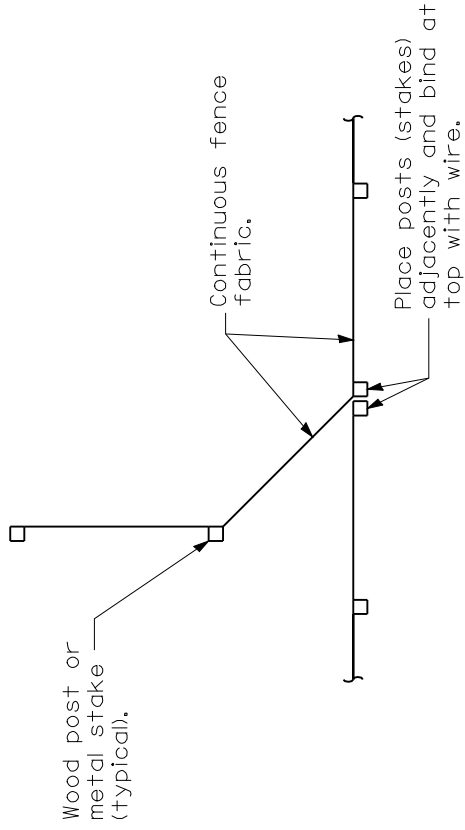 Wood post or
metal stake
(typical).
Continuous fence
fabric.
Place posts (stakes)
adjacently and bind at
top with wire.